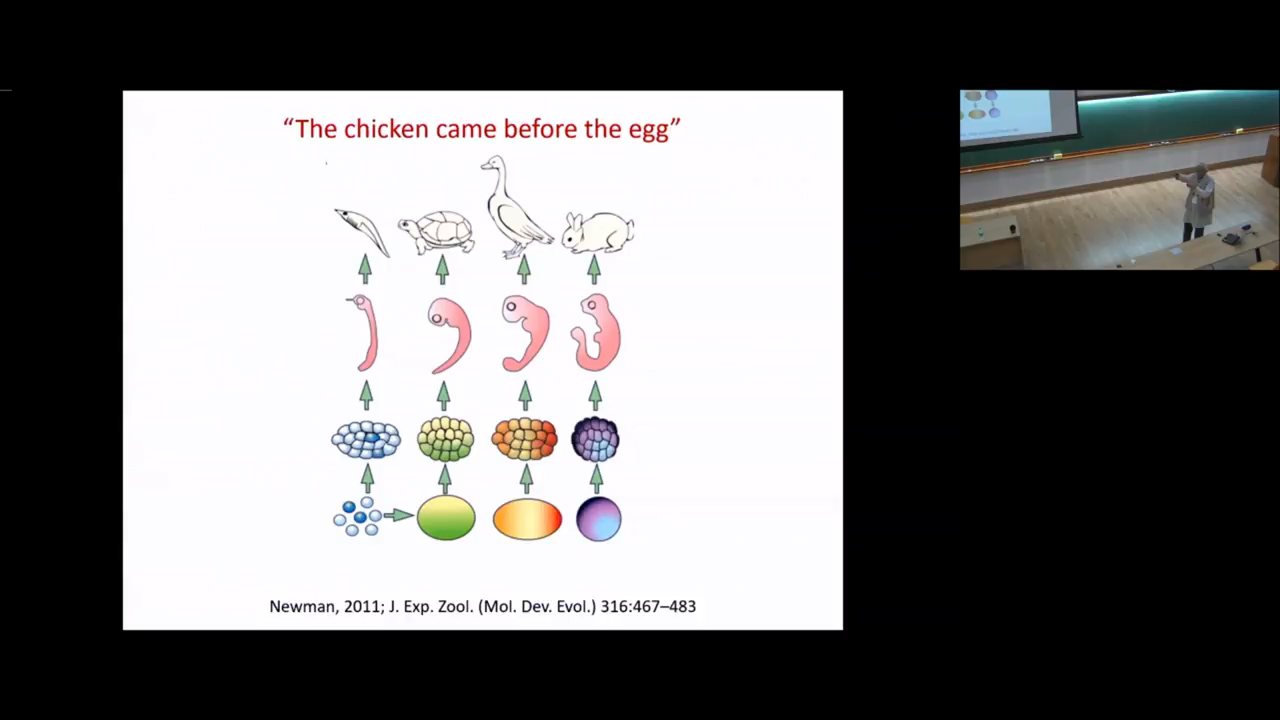 “The chicken came before the egg”
Newman, 2011; J. Exp. Zool. (Mol. Dev. Evol.) 316:467–483